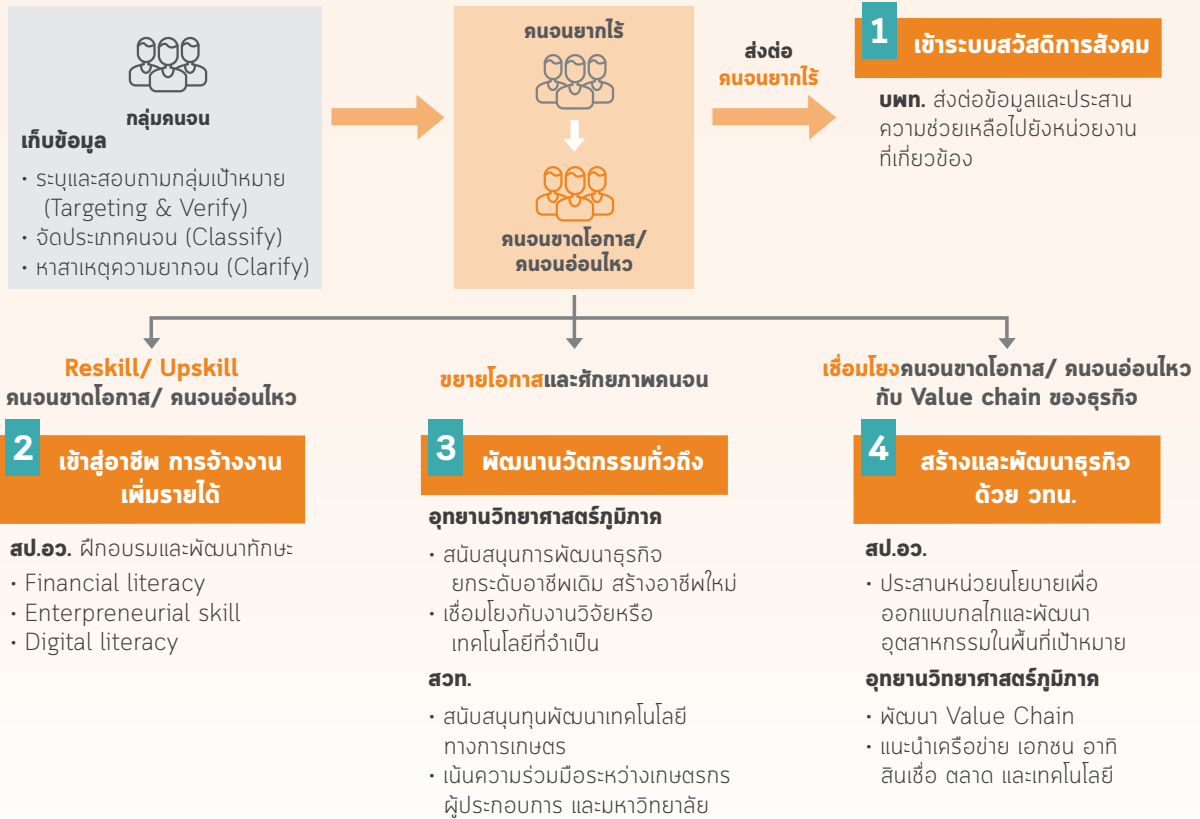 กลุ่มคนจน
เก็บข้อมูล
· ระบุและสอบถามกลุ่มเป้าหมาย
(Targeting & Verify)
· จัดประเภทคนจน (Classify)
· หาสาเหตุความยากจน (Clarify)
คนจนยากไร้
คนจนขาดโอกาส/
คนจนอ่อนไหว
ส่งต่อ
คนจนยากไร้
1
เข้าระบบสวัสดิการสังคม
บพท. ส่งต่อข้อมูลและประสาน
ความช่วยเหลือไปยังหน่วยงาน
ที่เกี่ยวข้อง
Reskill/ Upskill
คนจนขาดโอกาส/ คนจนอ่อนไหว
2
เข้าสู่อาชีพ การจ้างงาน
เพิ่มรายได้
สป.อว. ฝึกอบรมและพัฒนาทักษะ
· Financial literacy
· Enterpreneurial skill
· Digital literacy
ขยายโอกาสและศักยภาพคนจน
3
พัฒนานวัตกรรมทั่วถึง
อุทยานวิทยาศาสตร์ภูมิภาค
· สนับสนุนการพัฒนาธุรกิจ
ยกระดับอาชีพเดิม สร้างอาชีพใหม่
· เชื่อมโยงกับงานวิจัยหรือ
เทคโนโลยีที่จำเป็น
สวท.
· สนับสนุนทุนพัฒนาเทคโนโลยี
ทางการเกษตร
· เน้นความร่วมมือระหว่างเกษตรกร
ผู้ประกอบการ และมหาวิทยาลัย
เชื่อมโยงคนจนขาดโอกาส/ คนจนอ่อนไหว
กับ Value chain ของธุรกิจ
4
สร้างและพัฒนาธุรกิจ
ด้วย วทน.
สป.อว.
· ประสานหน่วยนโยบายเพื่อ
ออกแบบกลไกและพัฒนา
อุตสาหกรรมในพื้นที่เป้าหมาย
อุทยานวิทยาศาสตร์ภูมิภาค
· พัฒนา Value Chain
· แนะนำเครือข่าย เอกชน อาทิ
สินเชื่อ ตลาด และเทคโนโลยี